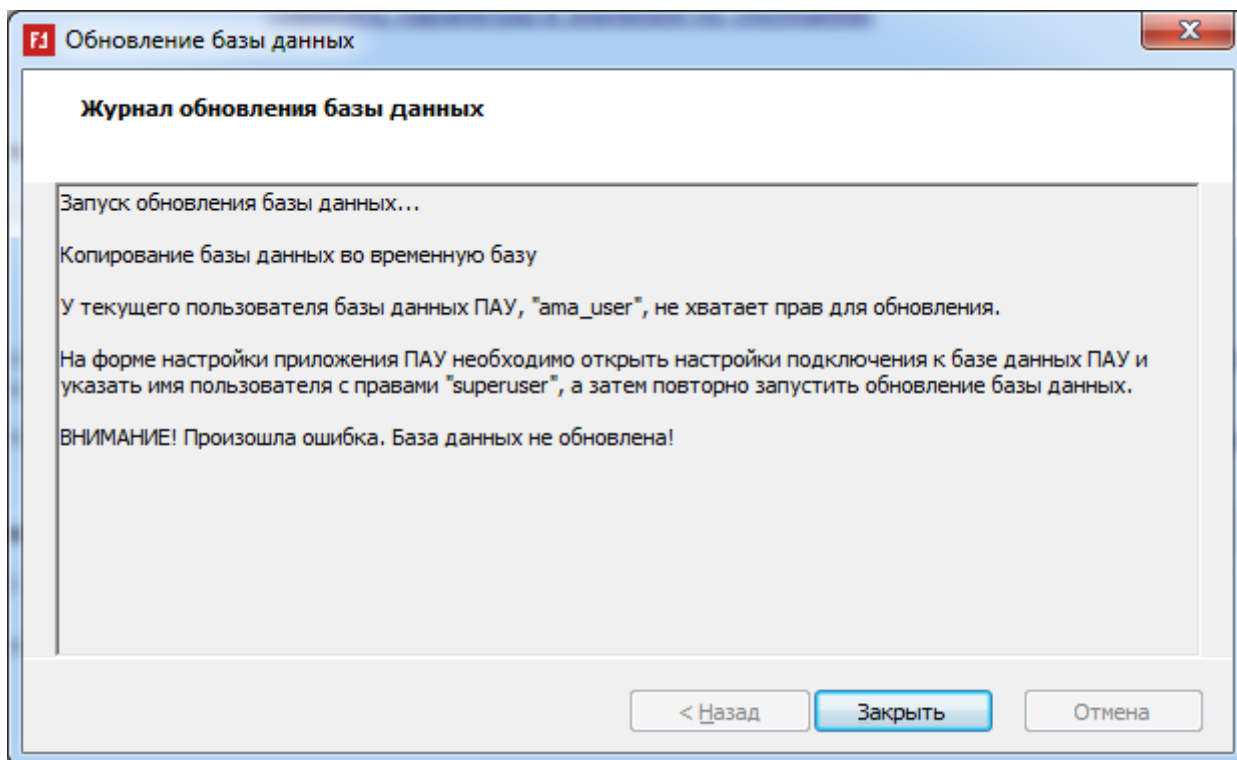 Обновление базы данных
Журнал обновления базы данных
Запуск обновления базы данных...
Копирование базы данных во временную базу
У текущего пользователя базы данных ПАУ, "ama_user", не хватает прав для обновления.
На форме настройки приложения ПАУ необходимо открыть настройки подключения к базе данных ПАУ и
указать имя пользователя с правами "superuser", а затем повторно запустить обновление базы данных.
ВНИМАНИЕ! Произошла ошибка. База данных не обновлена!
< Назад
Закрыть
Отмена